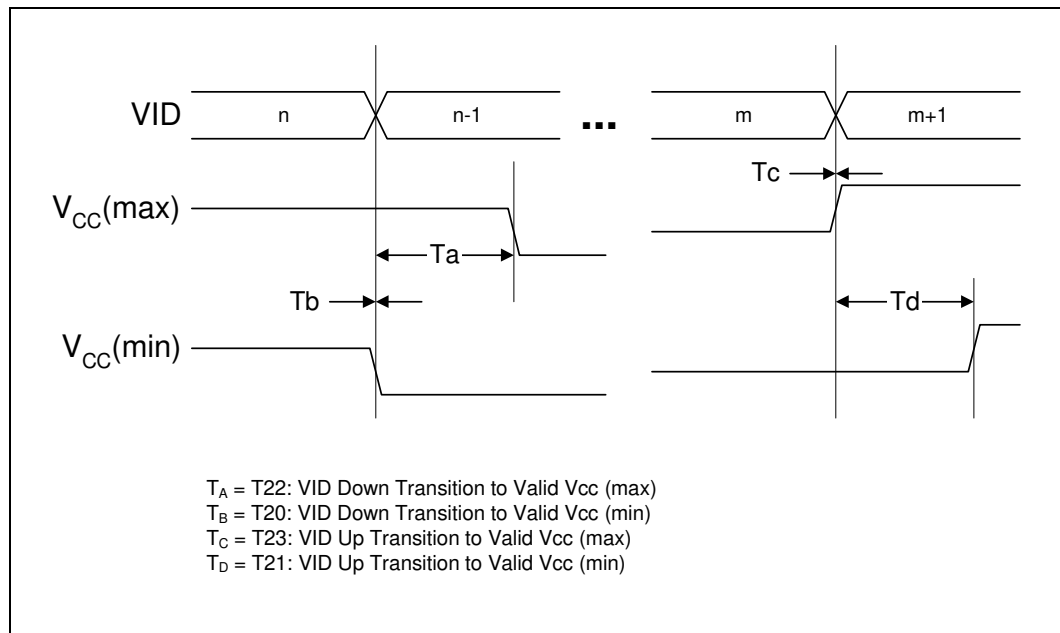 VID
n
n-1
...
m
m+1
Tc
V_CC(max)
Ta
Tb
Td
V_CC(min)
T_A = T22: VID Down Transition to Valid Vcc (max)
T_B = T20: VID Down Transition to Valid Vcc (min)
T_C = T23: VID Up Transition to Valid Vcc (max)
T_D = T21: VID Up Transition to Valid Vcc (min)